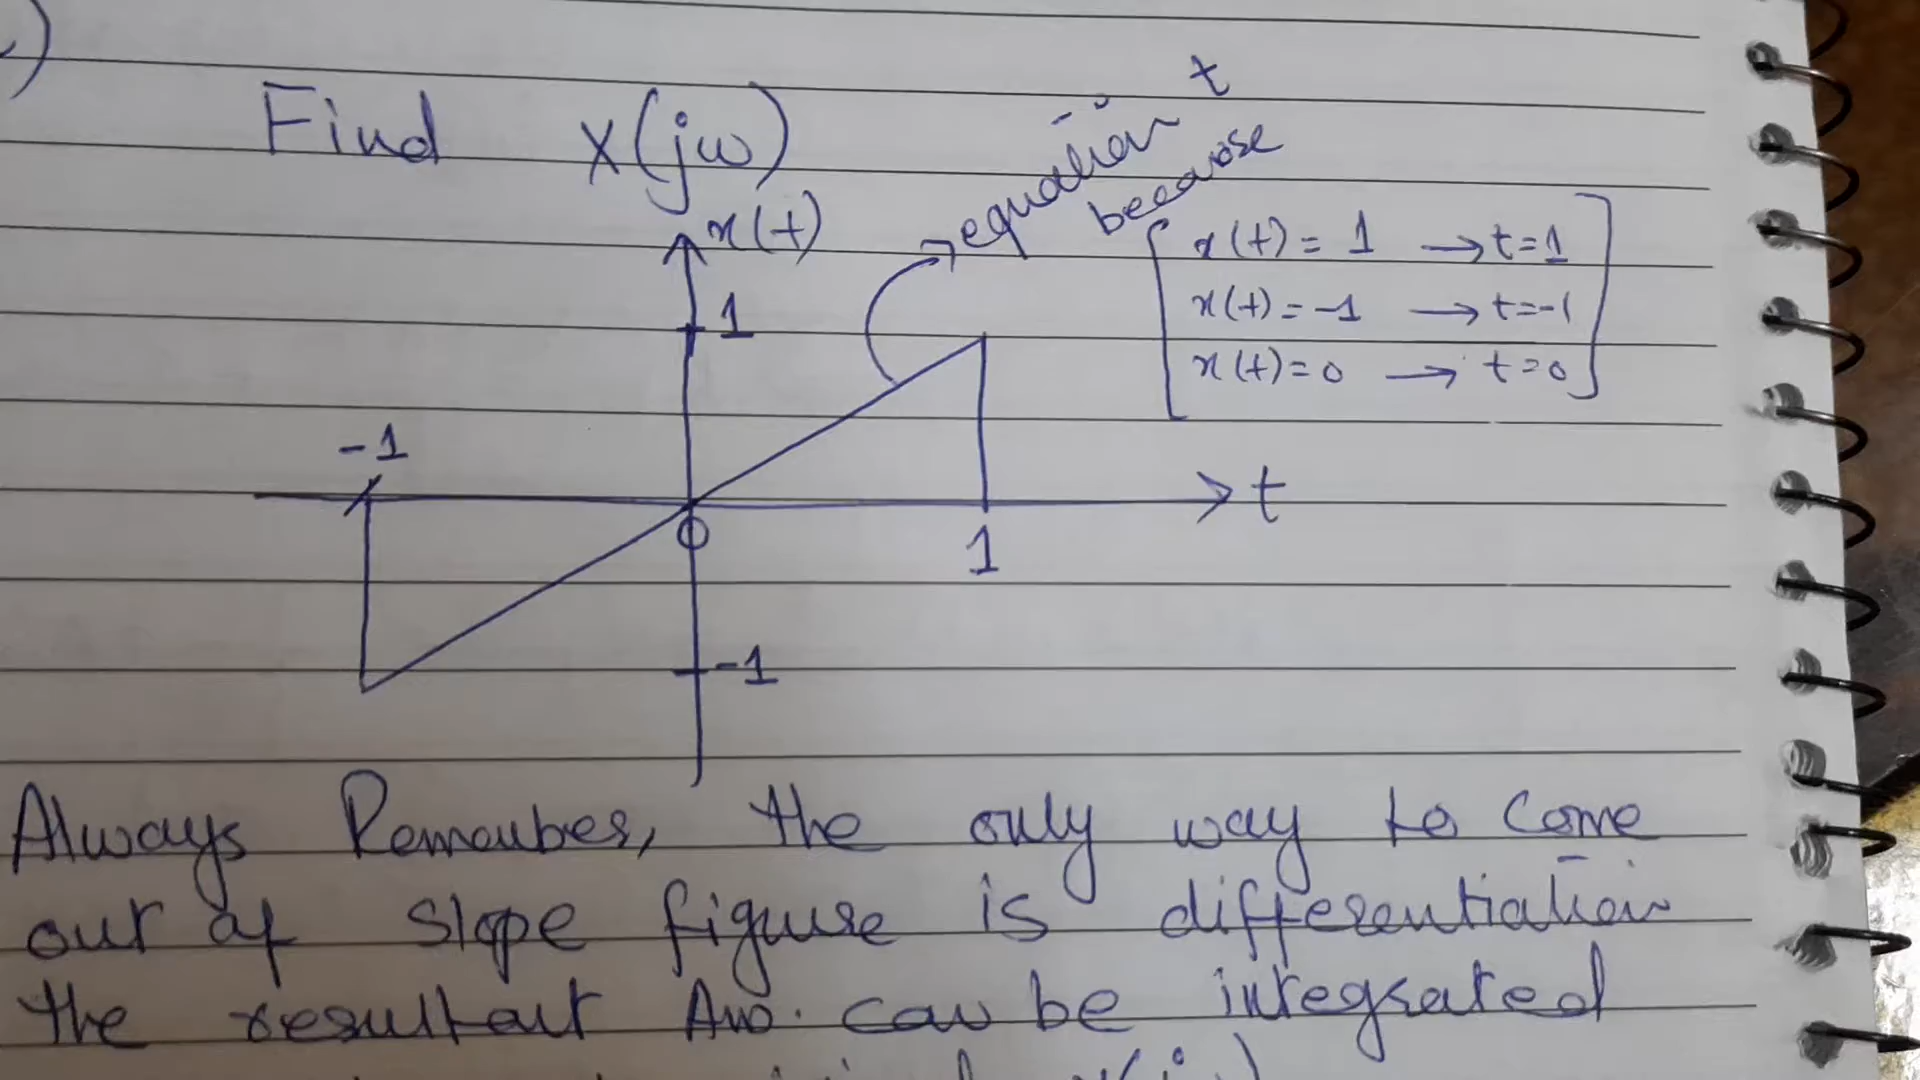 Find X(jω)
equation t
because
x(t)
x(t) = 1 → t=1
x(t) = -1 → t=-1
x(t) = 0 → t=0
1
-1
t
0
1
-1
Always Remember, the only way to come
out of slope figure is differentiation
the resultant Ans. can be integrated